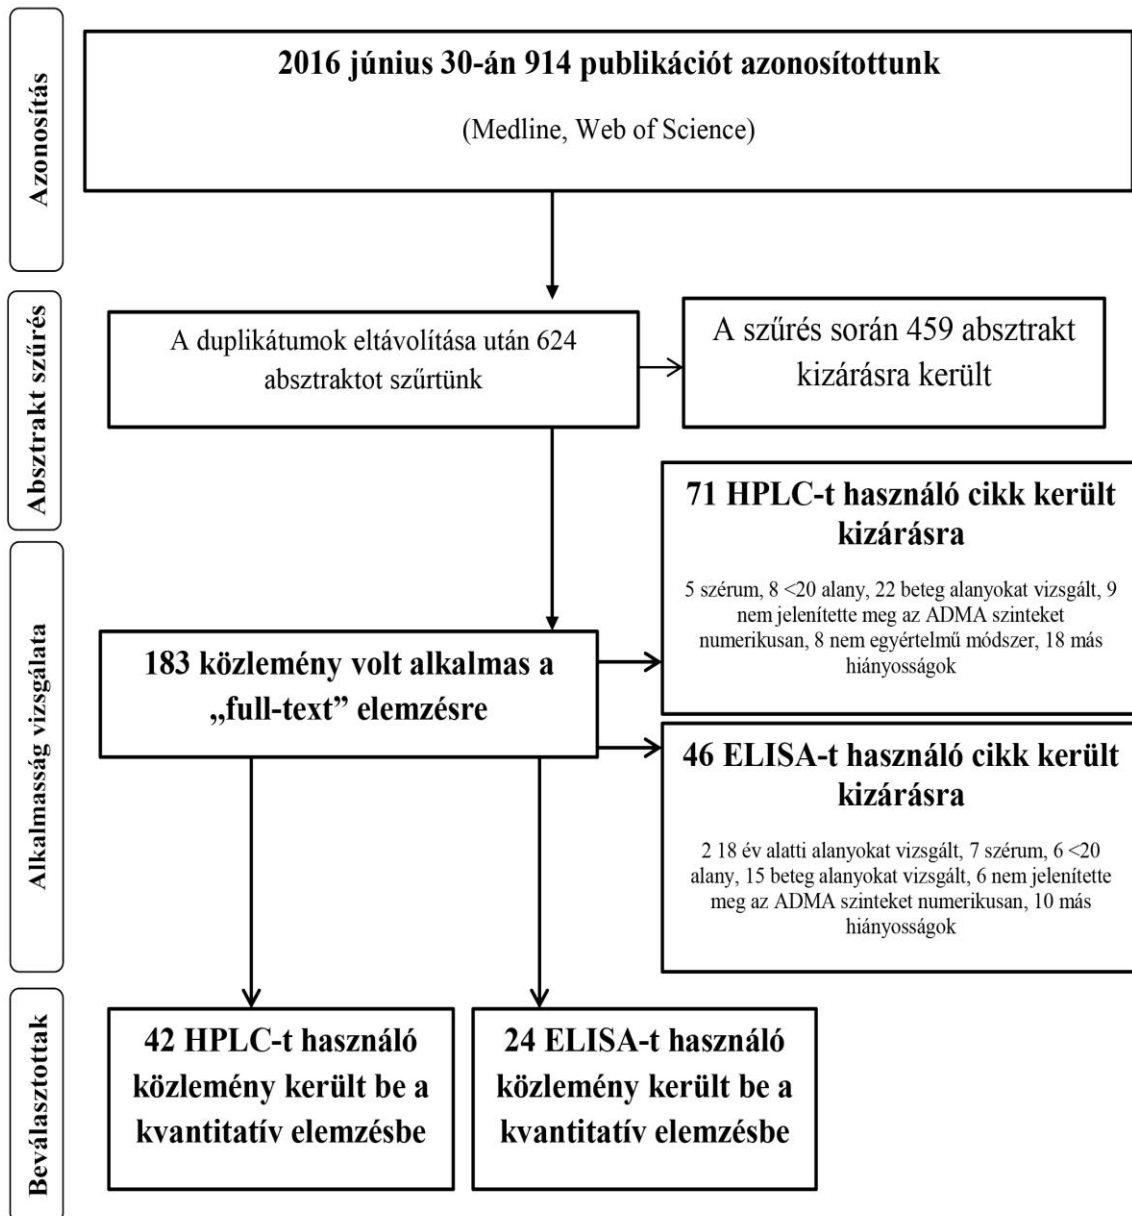 Azonosítás
2016 június 30-án 914 publikációt azonosítottunk
(Medline, Web of Science)
Absztrakt szűrés
A duplikátumok eltávolítása után 624
absztraktot szűrtünk
A szűrés során 459 absztrakt
kizárásra került
Alkalmasság vizsgálata
71 HPLC-t használó cikk került
kizárásra
5 szérum, 8 <20 alany, 22 beteg alanyokat vizsgált, 9
nem jelenítette meg az ADMA szinteket
numerikusan, 8 nem egyértelmű módszer, 18 más
hiányosságok
183 közlemény volt alkalmas a
„full-text” elemzésre
46 ELISA-t használó cikk került
kizárásra
2 18 év alatti alanyokat vizsgált, 7 szérum, 6 <20
alany, 15 beteg alanyokat vizsgált, 6 nem jelenítette
meg az ADMA szinteket numerikusan, 10 más
hiányosságok
Beválasztottak
42 HPLC-t használó
közlemény került be a
kvantitatív elemzésbe
24 ELISA-t használó
közlemény került be a
kvantitatív elemzésbe